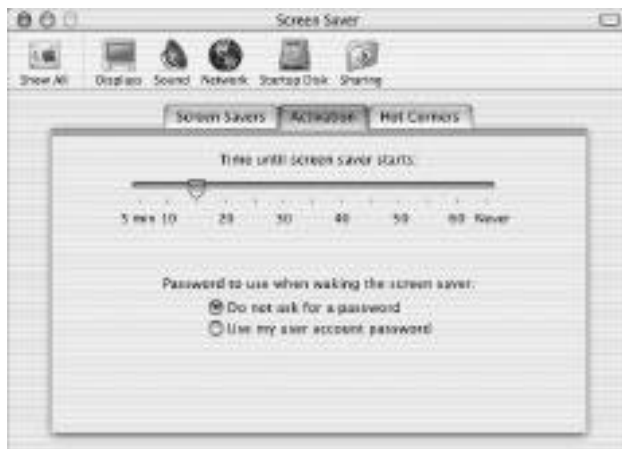 Screen Saver
Show All Displays Sound Network Startup Disk Sharing
Screen Savers Activation Hot Corners
Time until screen saver starts:
5 min 10 20 30 40 50 60 Never
Password to use when waking the screen saver:
Do not ask for a password
Use my user account password